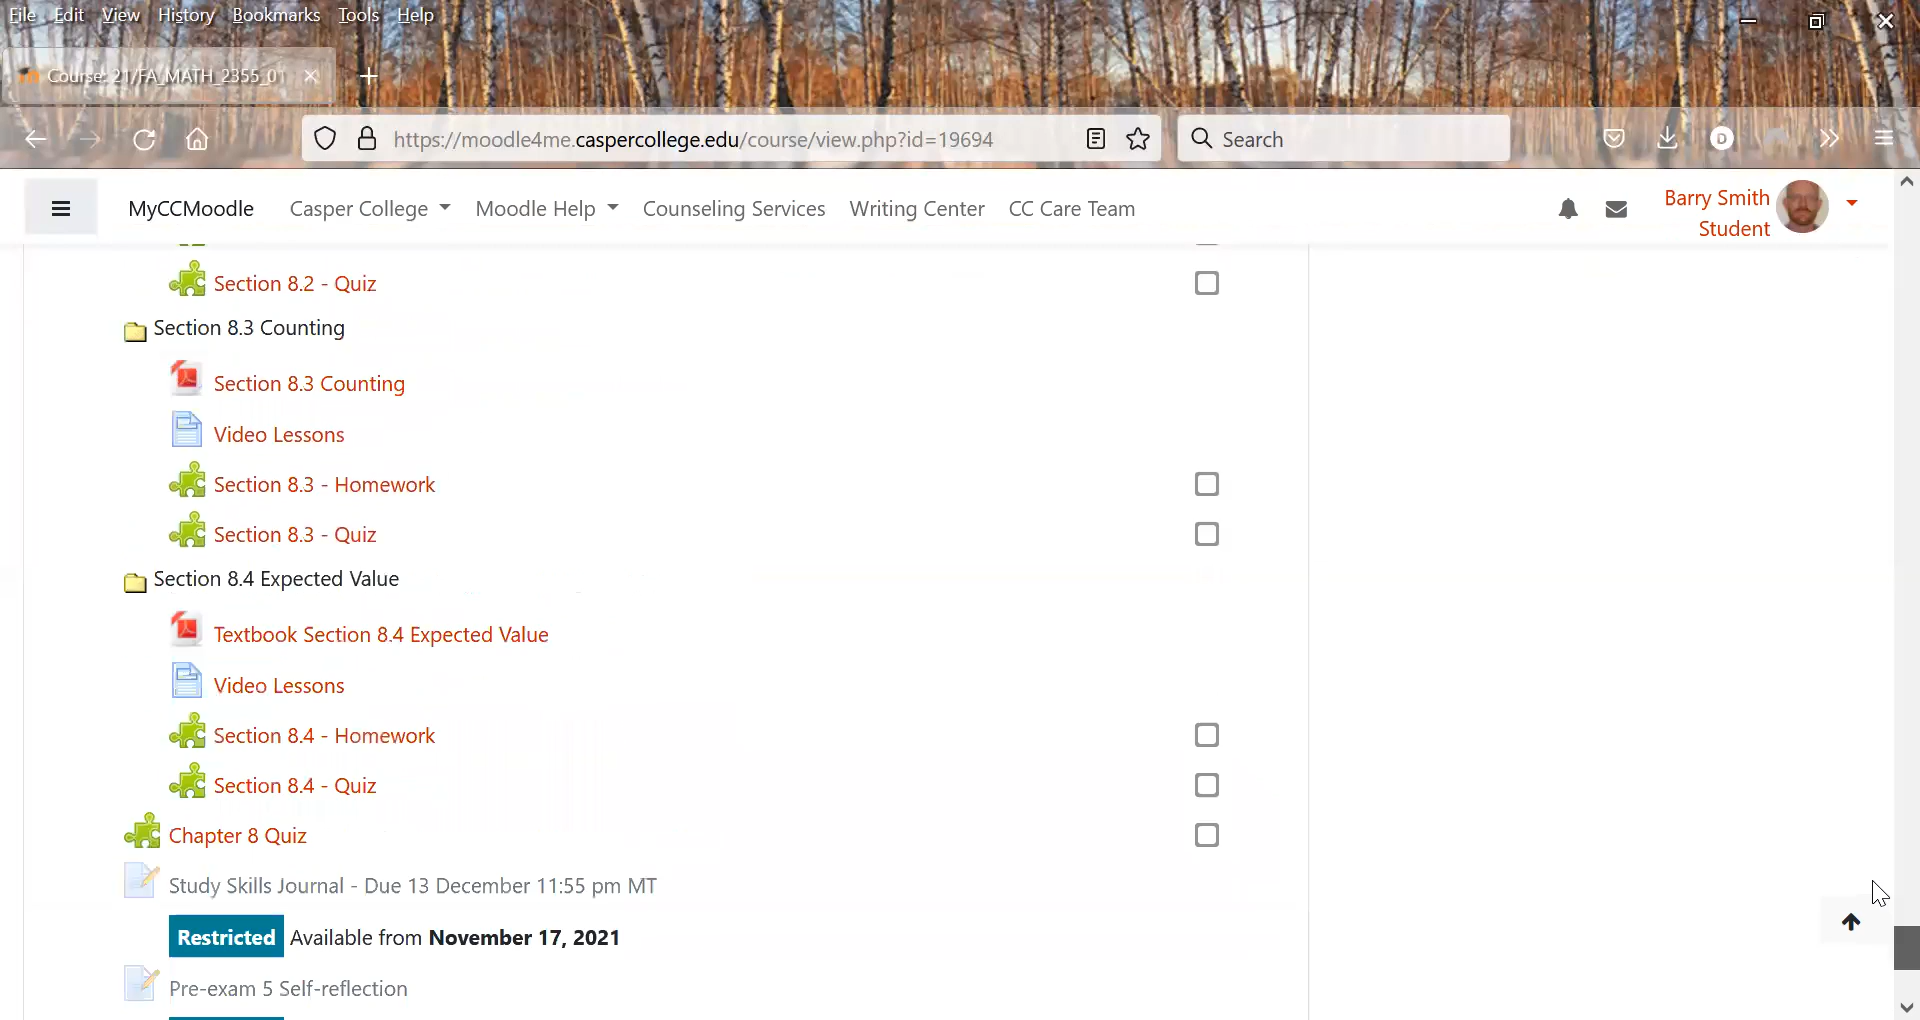 File Edit View History Bookmarks Tools Help
Course: 21/FA_MATH_2355_01
https://moodle4me.caspercollege.edu/course/view.php?id=19694
Search
D
MyCCMoodle Casper College Moodle Help Counseling Services Writing Center CC Care Team
Barry Smith
Student
Section 8.2 - Quiz
Section 8.3 Counting
Section 8.3 Counting
Video Lessons
Section 8.3 - Homework
Section 8.3 - Quiz
Section 8.4 Expected Value
Textbook Section 8.4 Expected Value
Video Lessons
Section 8.4 - Homework
Section 8.4 - Quiz
Chapter 8 Quiz
Study Skills Journal - Due 13 December 11:55 pm MT
Restricted Available from November 17, 2021
Pre-exam 5 Self-reflection